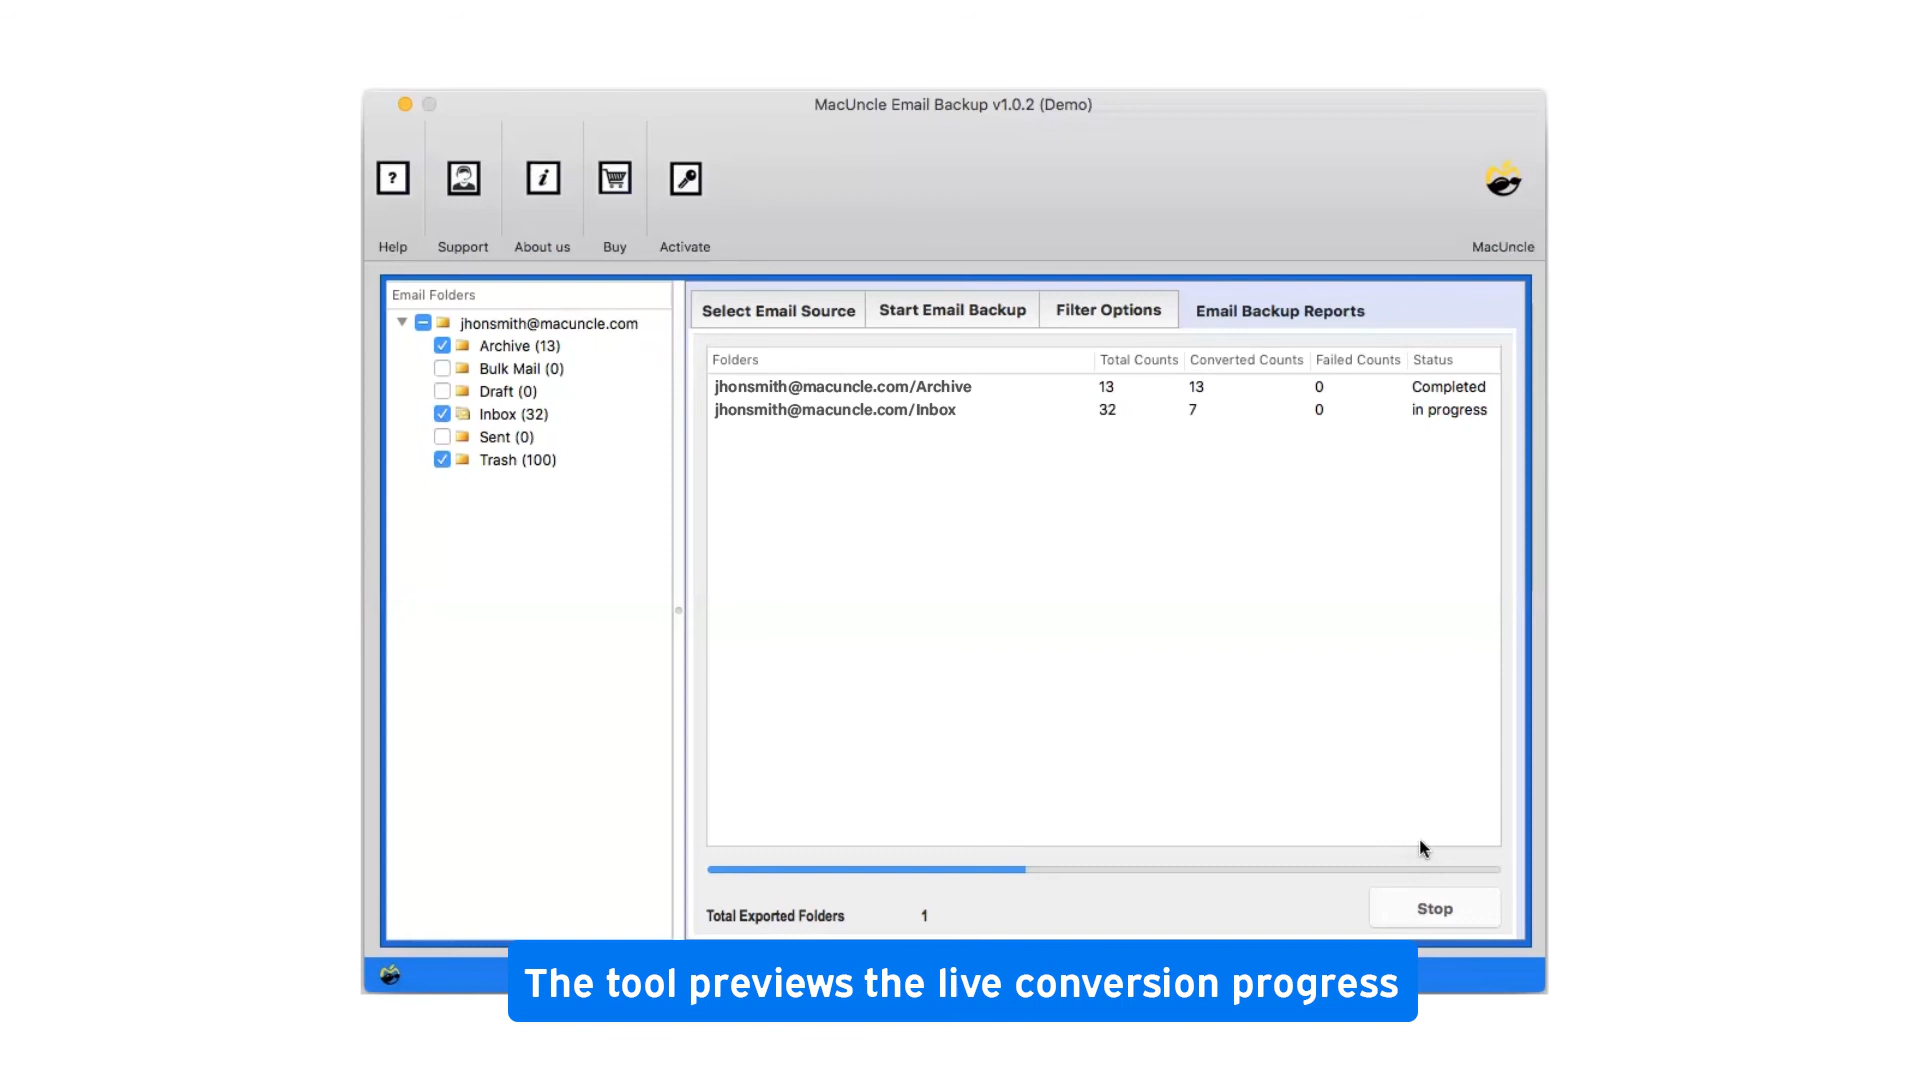 MacUncle Email Backup v1.0.2 (Demo)
?
i
Help
Support
About us
Buy
Activate
MacUncle
Email Folders
jhonsmith@macuncle.com
Archive (13)
Bulk Mail (0)
Draft (0)
Inbox (32)
Sent (0)
Trash (100)
Select Email Source
Start Email Backup
Filter Options
Email Backup Reports
Folders Total Counts Converted Counts Failed Counts Status
jhonsmith@macuncle.com/Archive 13 13 0 Completed
jhonsmith@macuncle.com/Inbox 32 7 0 in progress
Total Exported Folders 1
Stop
The tool previews the live conversion progress